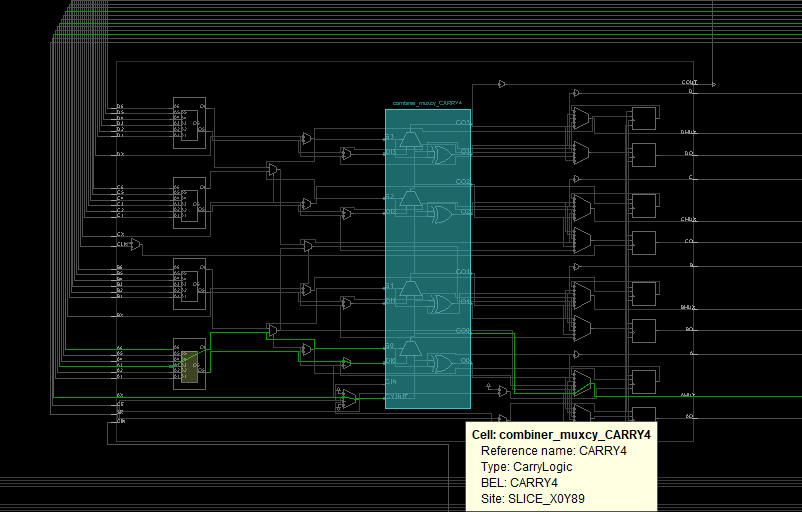 combiner_muxcy_CARRY4
COUT
D6
D5
D4
D3
D2
D1
DX
C6
C5
C4
C3
C2
C1
CX
CLK
B6
B5
B4
B3
B2
B1
BX
A6
A5
A4
A3
A2
A1
AX
CE
SR
CIN
S3
DI3
S2
DI2
S1
DI1
S0
DI0
CIN
CYINIT
CO3
O3
CO2
O2
CO1
O1
CO0
O0
D
DMUX
DQ
C
CMUX
CQ
B
BMUX
BQ
A
AMUX
AQ
Cell: combiner_muxcy_CARRY4
Reference name: CARRY4
Type: CarryLogic
BEL: CARRY4
Site: SLICE_X0Y89